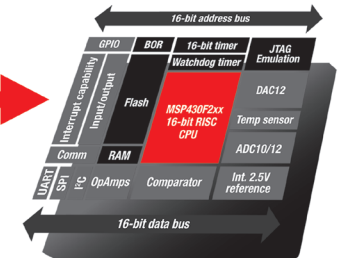 16-bit address bus
GPIO
BOR
16-bit timer
JTAG
Emulation
Watchdog timer
Interrupt capability
Input/output
Flash
MSP430F2xx
16-bit RISC
CPU
DAC12
Temp sensor
ADC10/12
Comm
RAM
UART
SPI
I²C
OpAmps
Comparator
Int. 2.5V
reference
16-bit data bus